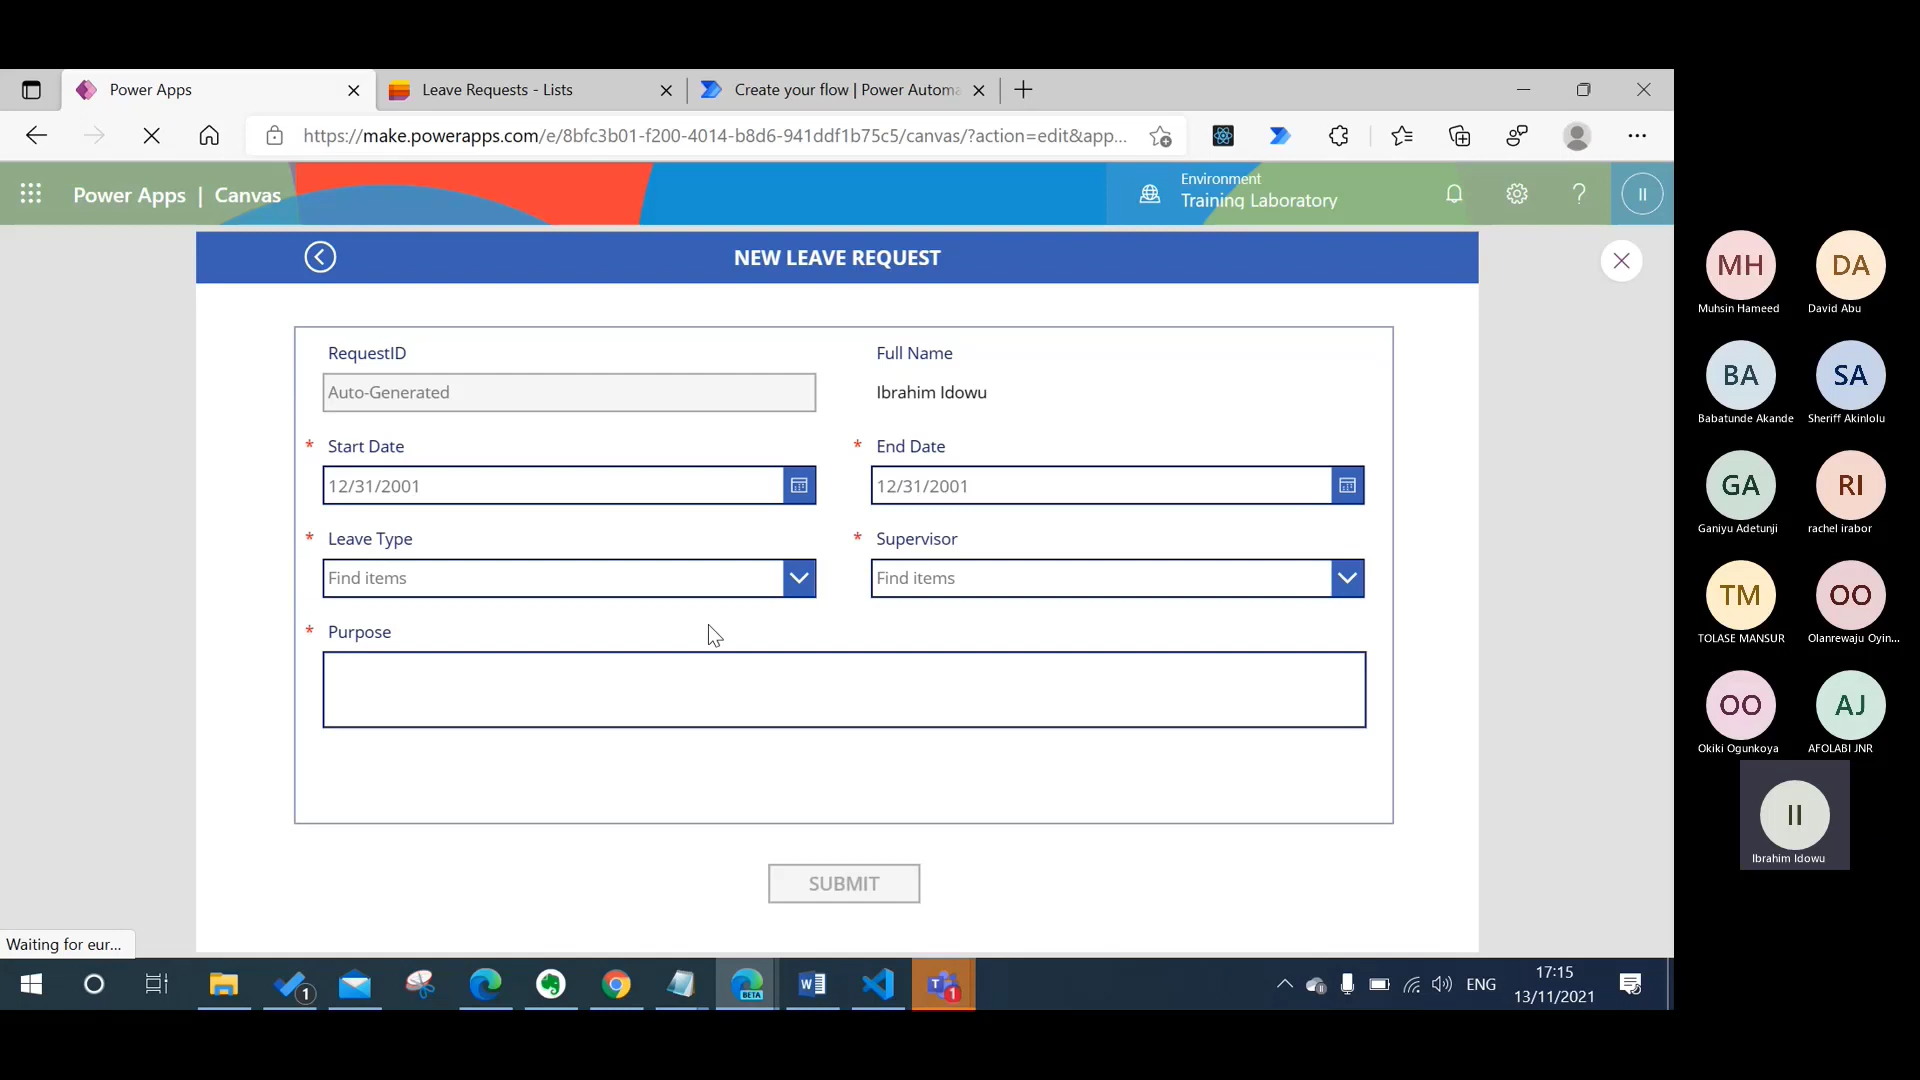 Power Apps
Leave Requests - Lists
Create your flow | Power Automa
https://make.powerapps.com/e/8bfc3b01-f200-4014-b8d6-941ddf1b75c5/canvas/?action=edit&app...
Power Apps | Canvas
Environment
Training Laboratory
II
NEW LEAVE REQUEST
RequestID
Full Name
Auto-Generated
Ibrahim Idowu
* Start Date
* End Date
12/31/2001
12/31/2001
* Leave Type
* Supervisor
Find items
Find items
* Purpose
SUBMIT
Waiting for eur...
1
BETA
T
1
ENG
17:15
13/11/2021
MH
DA
Muhsin Hameed
David Abu
BA
SA
Babatunde Akande
Sheriff Akinlolu
GA
RI
Ganiyu Adetunji
rachel irabor
TM
OO
TOLASE MANSUR
Olanrewaju Oyin...
OO
AJ
Okiki Ogunkoya
AFOLABI JNR
II
Ibrahim Idowu